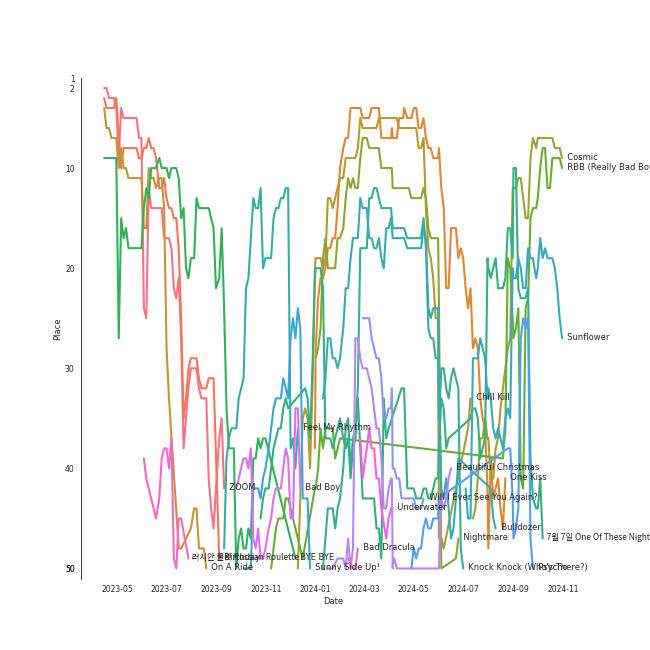 1
2
10
20
30
40
50
Place
2023-05
2023-07
2023-09
2023-11
2024-01
2024-03
2024-05
2024-07
2024-09
2024-11
Date
Cosmic
RBB (Really Bad Boy
Sunflower
Chill Kill
Feel My Rhythm
Beautiful Christmas
One Kiss
ZOOM
Bad Boy
Will I Ever See You Again?
Underwater
Bulldozer
Nightmare
7월 7일 One Of These Night
Bad Dracula
Russian Roulette
BYE BYE
On A Ride
Sunny Side Up!
Knock Knock (Who's There?)